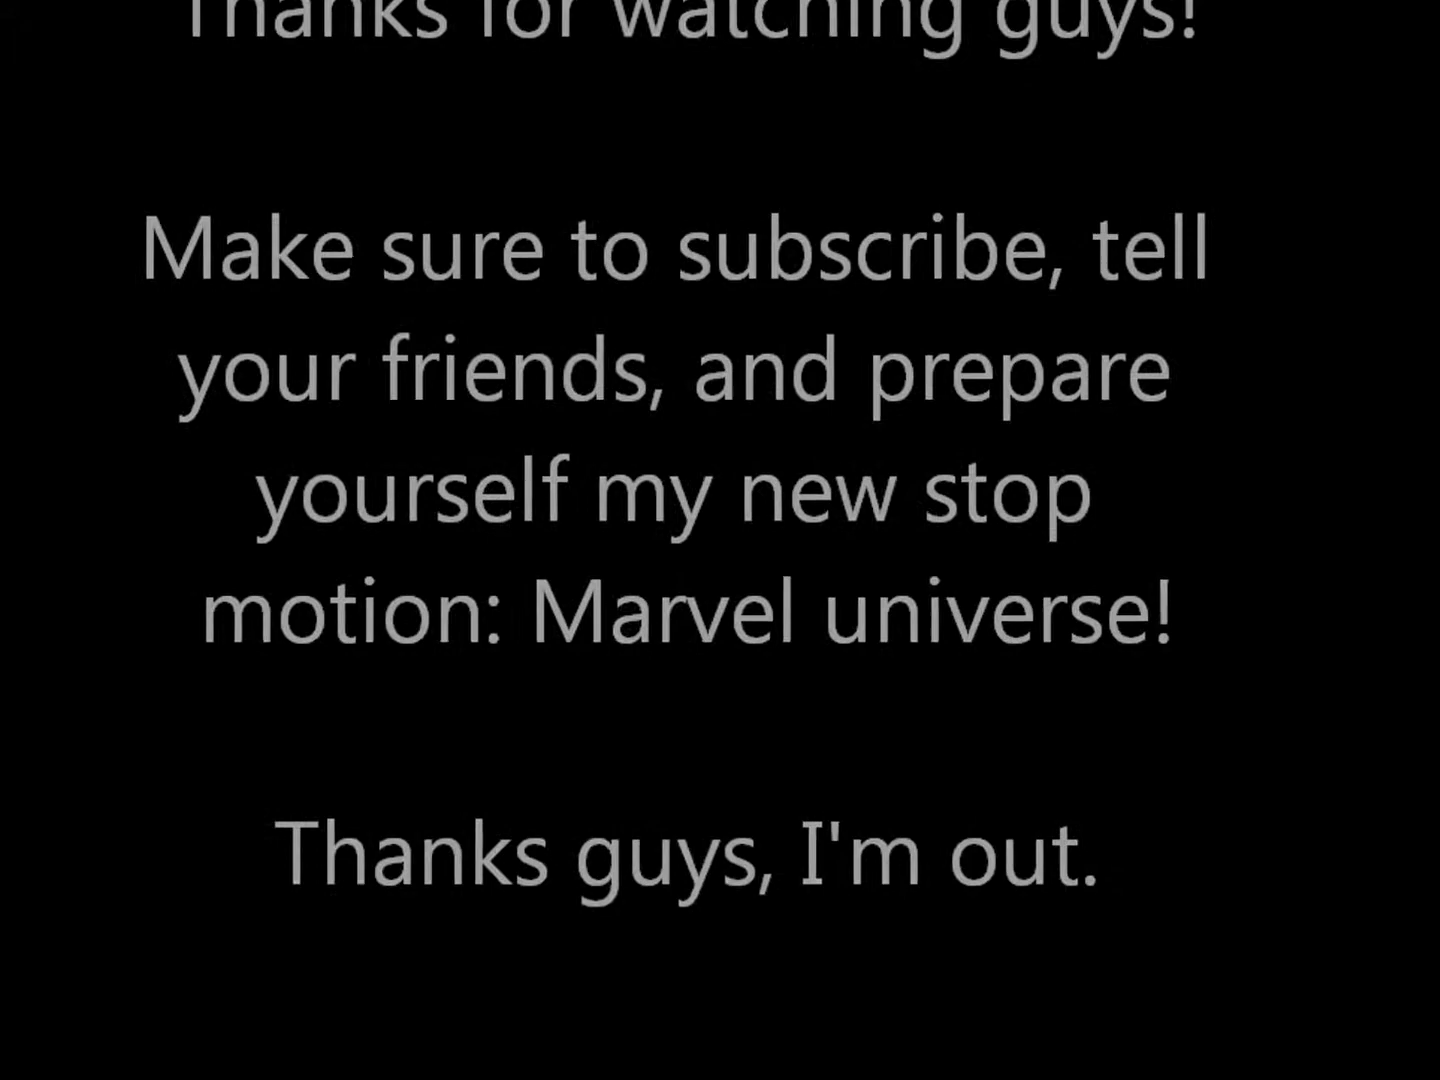 Thanks for watching guys!
Make sure to subscribe, tell
your friends, and prepare
yourself my new stop
motion: Marvel universe!
Thanks guys, I'm out.